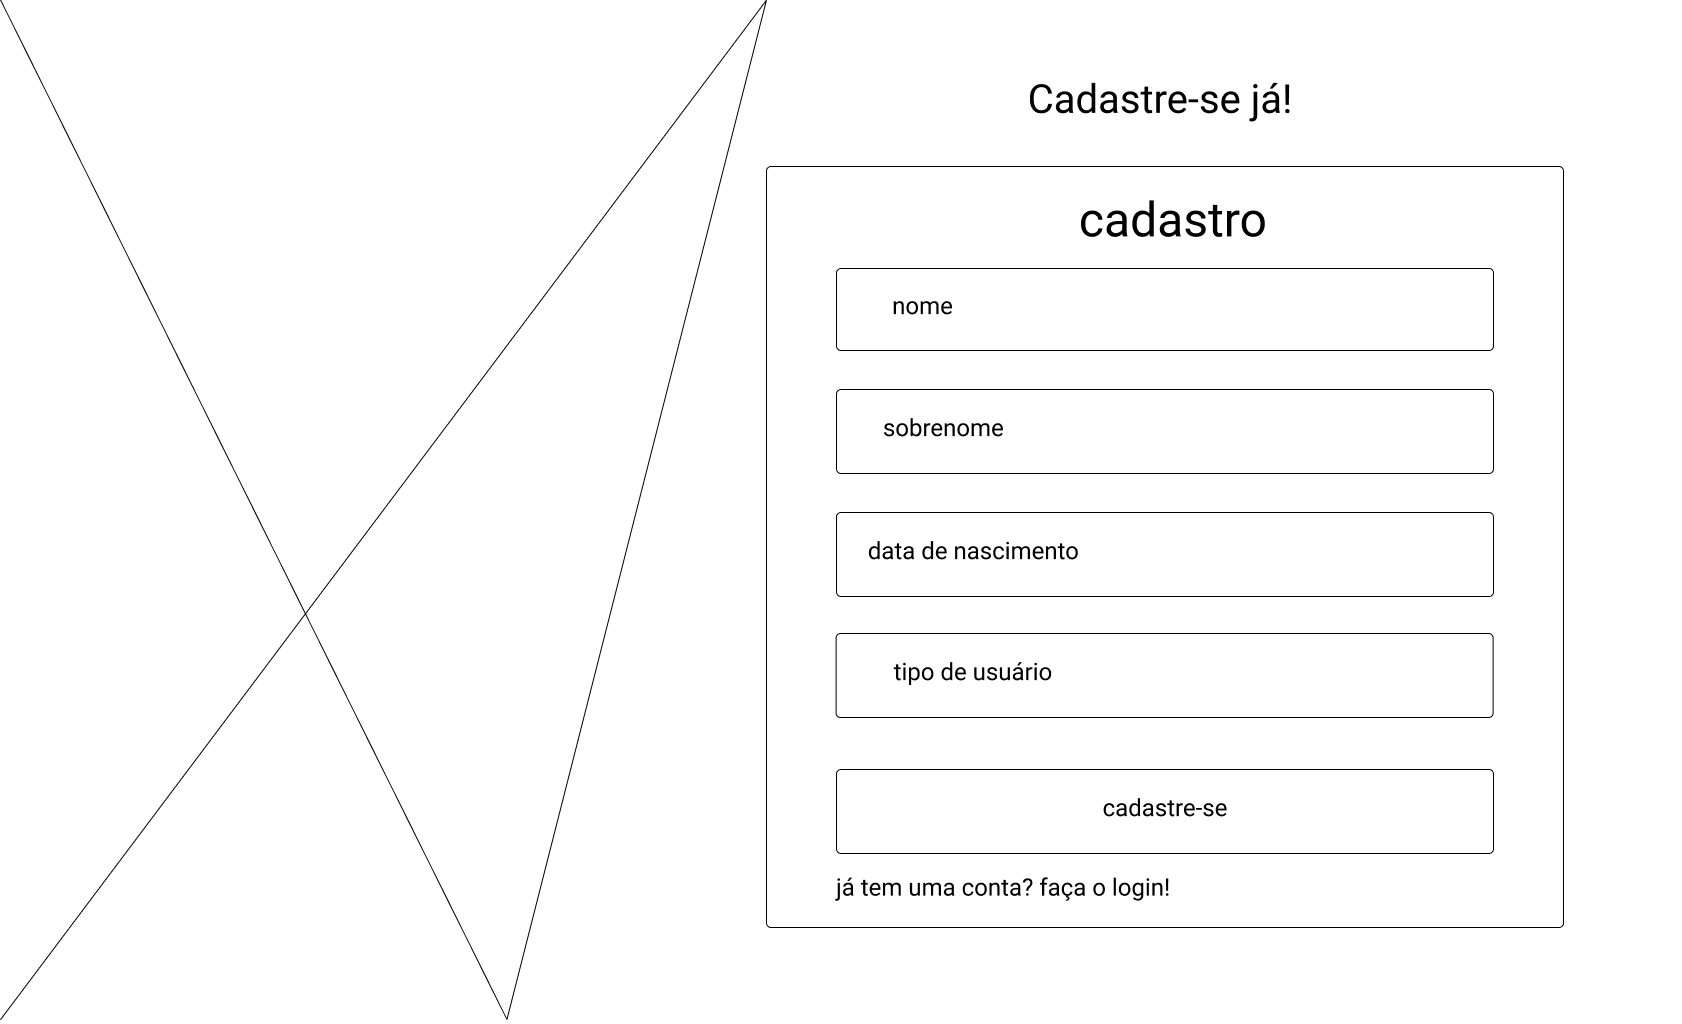 Cadastre-se já!
cadastro
nome
sobrenome
data de nascimento
tipo de usuário
cadastre-se
já tem uma conta? faça o login!